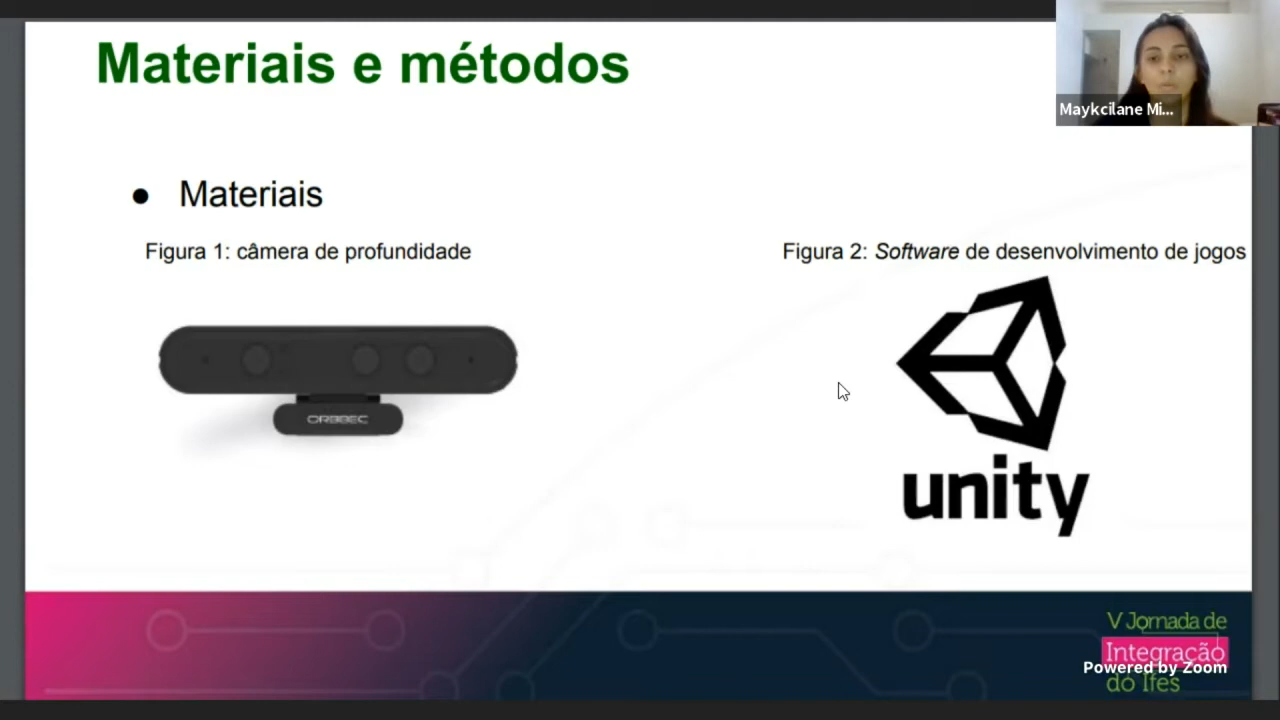 Materiais e métodos
Maykcilane Mi...
● Materiais
Figura 1: câmera de profundidade
Figura 2: Software de desenvolvimento de jogos
ORBBEC
unity
V Jornada de
Integração
do Ifes
Powered by Zoom